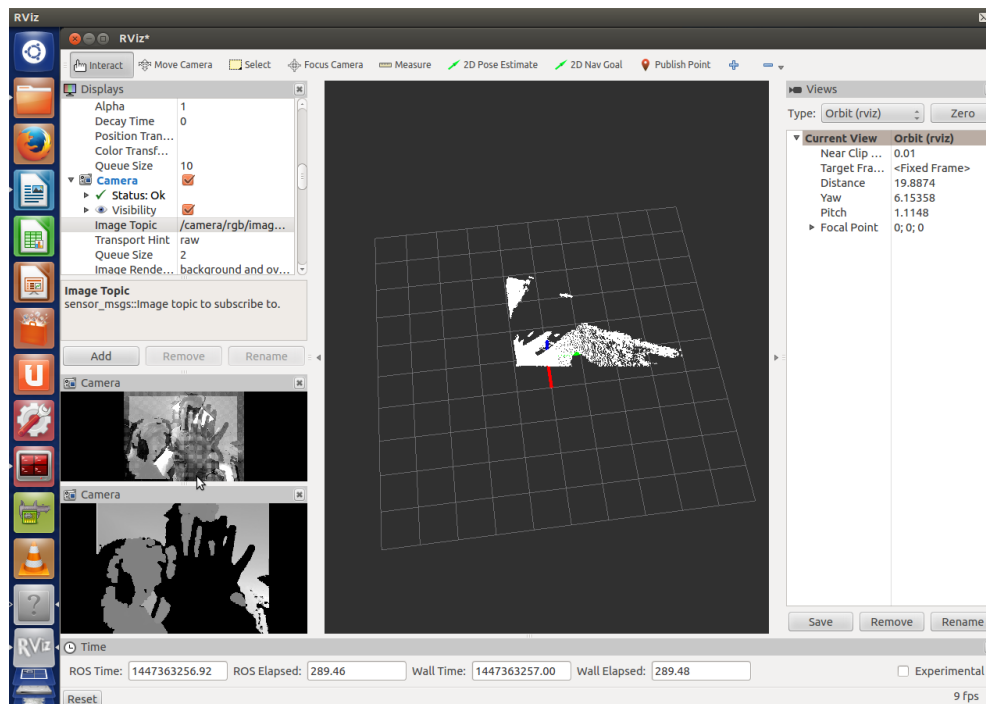 RViz
RViz*
Interact Move Camera Select Focus Camera Measure 2D Pose Estimate 2D Nav Goal Publish Point
Displays
Alpha 1
Decay Time 0
Position Tran...
Color Transf...
Queue Size 10
Camera
Status: Ok
Visibility
Image Topic /camera/rgb/imag...
Transport Hint raw
Queue Size 2
Image Rende... background and ov...
Image Topic
sensor_msgs::Image topic to subscribe to.
Add Remove Rename
Camera
Camera
Views
Type: Orbit (rviz) Zero
Current View Orbit (rviz)
Near Clip ... 0.01
Target Fra... <Fixed Frame>
Distance 19.8874
Yaw 6.15358
Pitch 1.1148
Focal Point 0; 0; 0
Save Remove Rename
RViz
Time
ROS Time: 1447363256.92 ROS Elapsed: 289.46 Wall Time: 1447363257.00 Wall Elapsed: 289.48 Experimental
Reset 9 fps